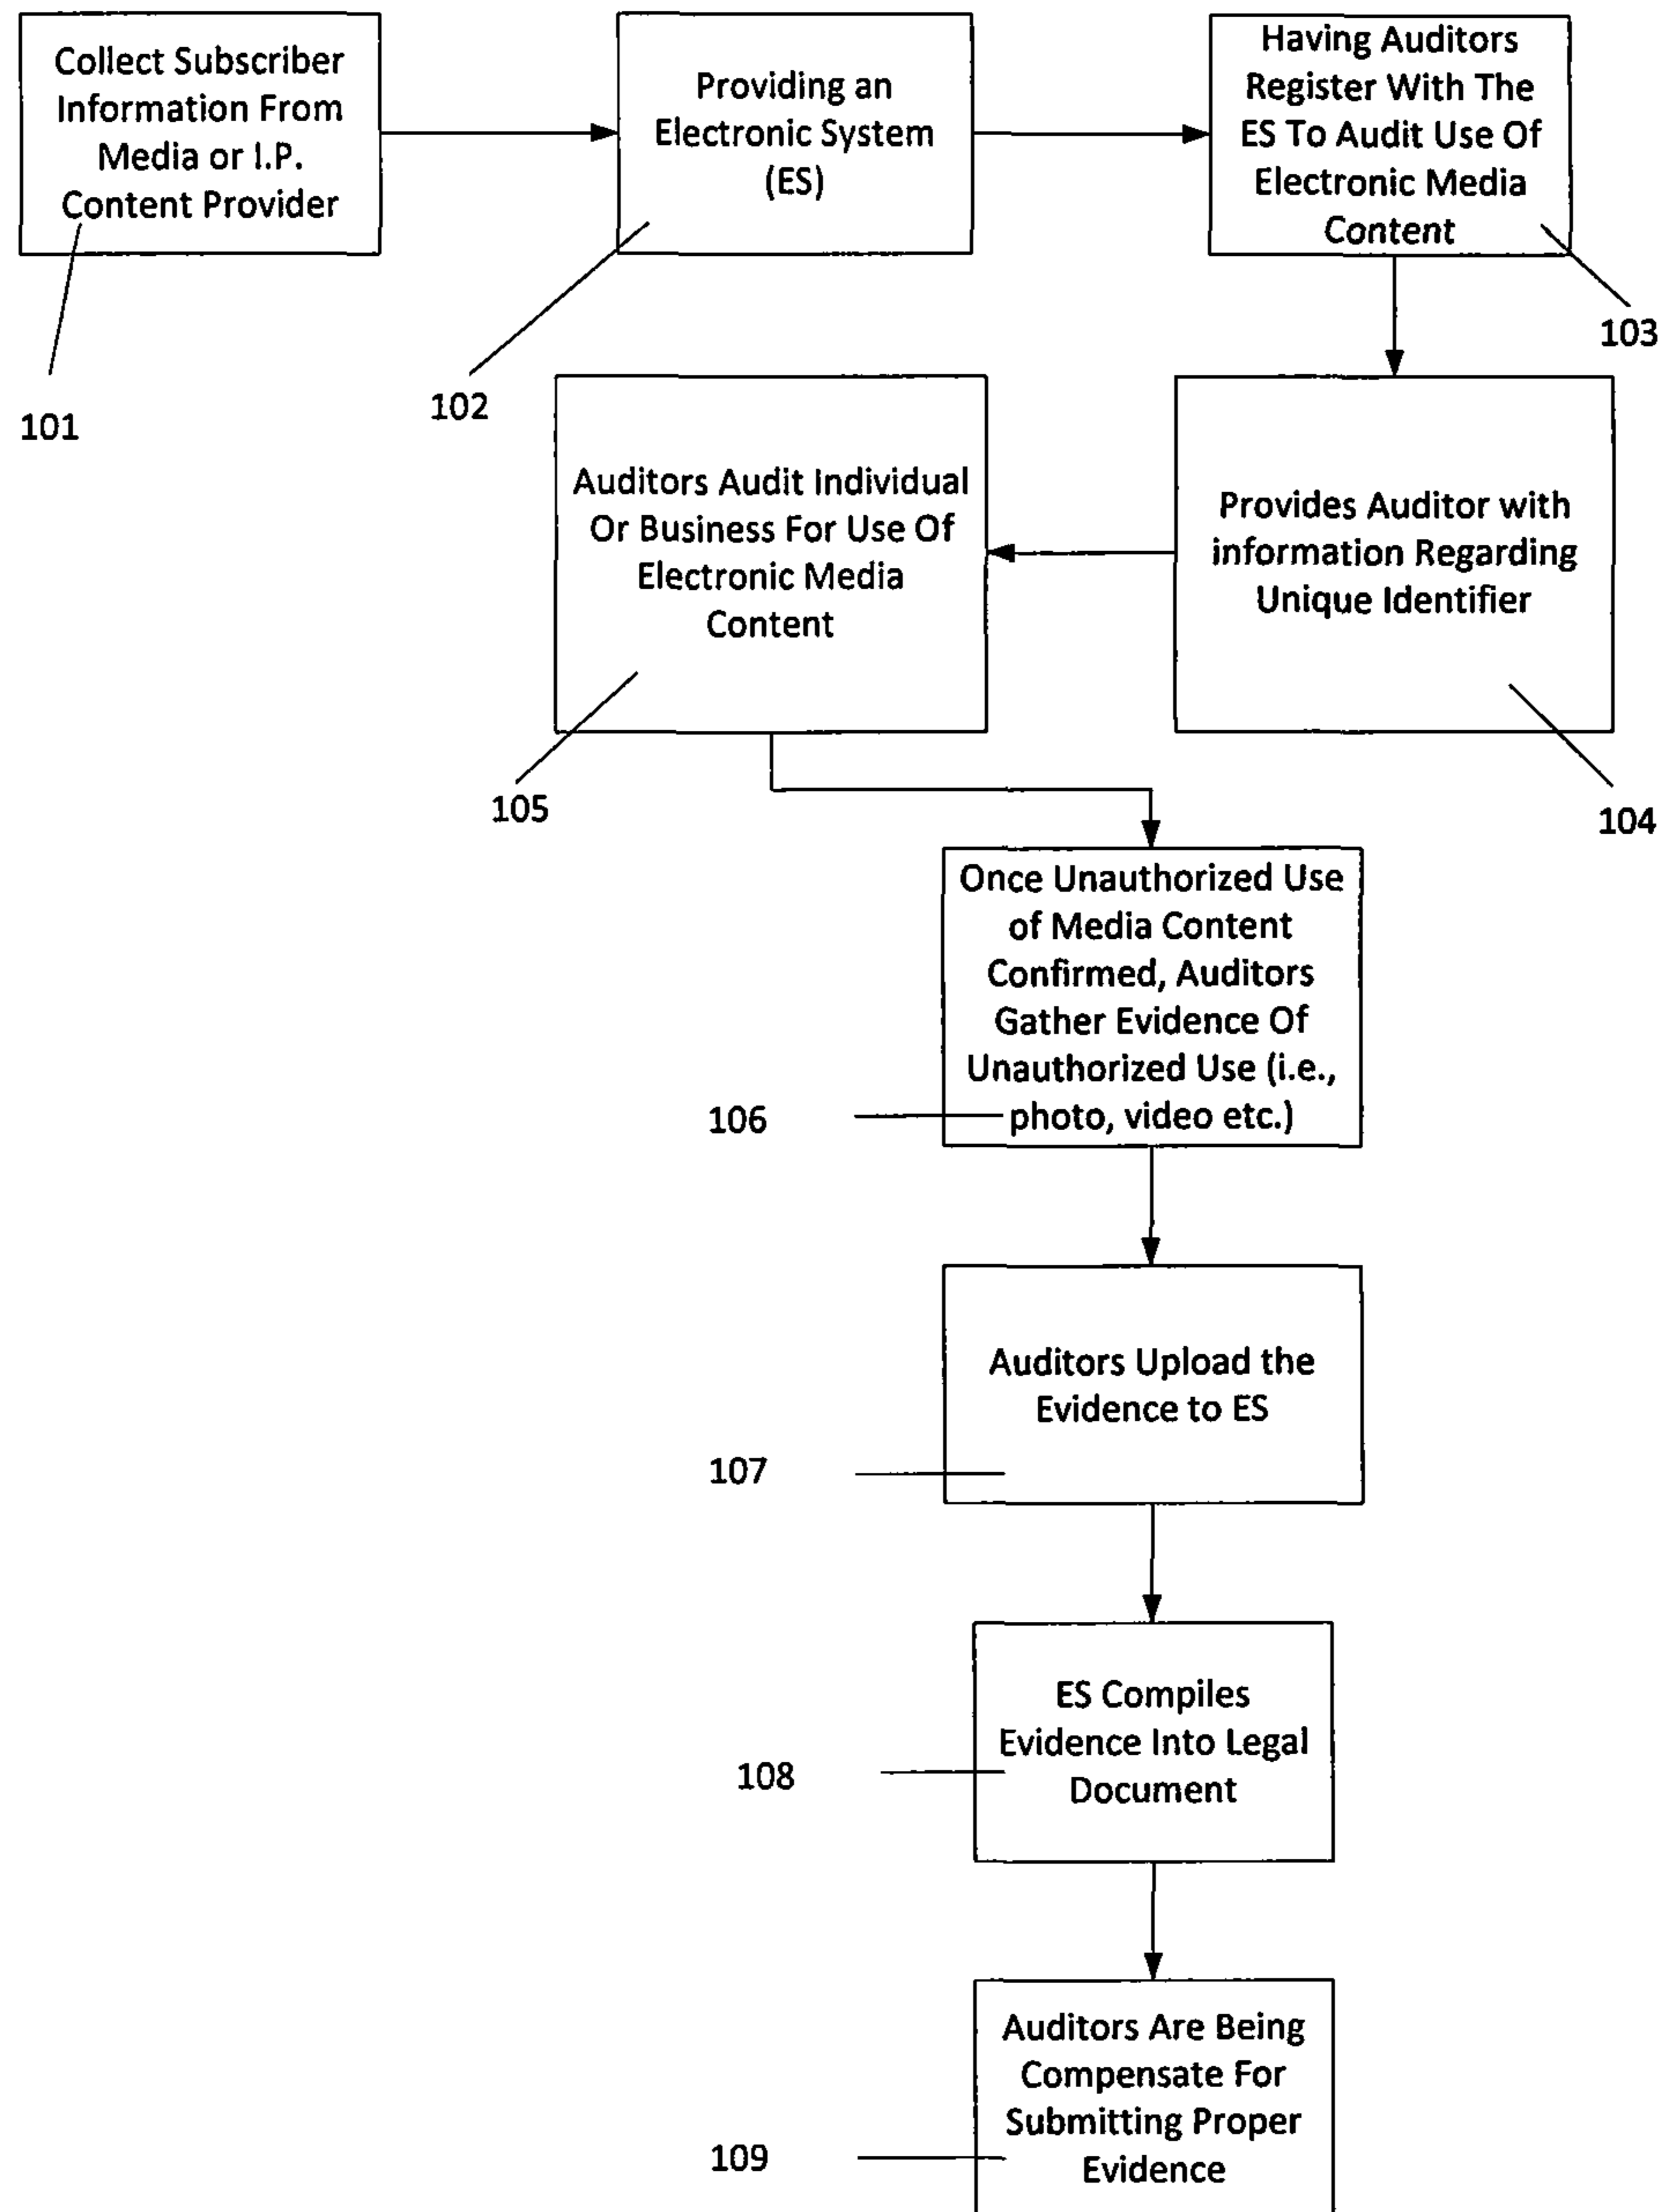 Collect Subscriber
Information From
Media or I.P.
Content Provider
101
Providing an
Electronic System
(ES)
102
Having Auditors
Register With The
ES To Audit Use Of
Electronic Media
Content
103
Provides Auditor with
information Regarding
Unique Identifier
104
Auditors Audit Individual
Or Business For Use Of
Electronic Media
Content
105
Once Unauthorized Use
of Media Content
Confirmed, Auditors
Gather Evidence Of
Unauthorized Use (i.e.,
photo, video etc.)
106
Auditors Upload the
Evidence to ES
107
ES Compiles
Evidence Into Legal
Document
108
Auditors Are Being
Compensate For
Submitting Proper
Evidence
109